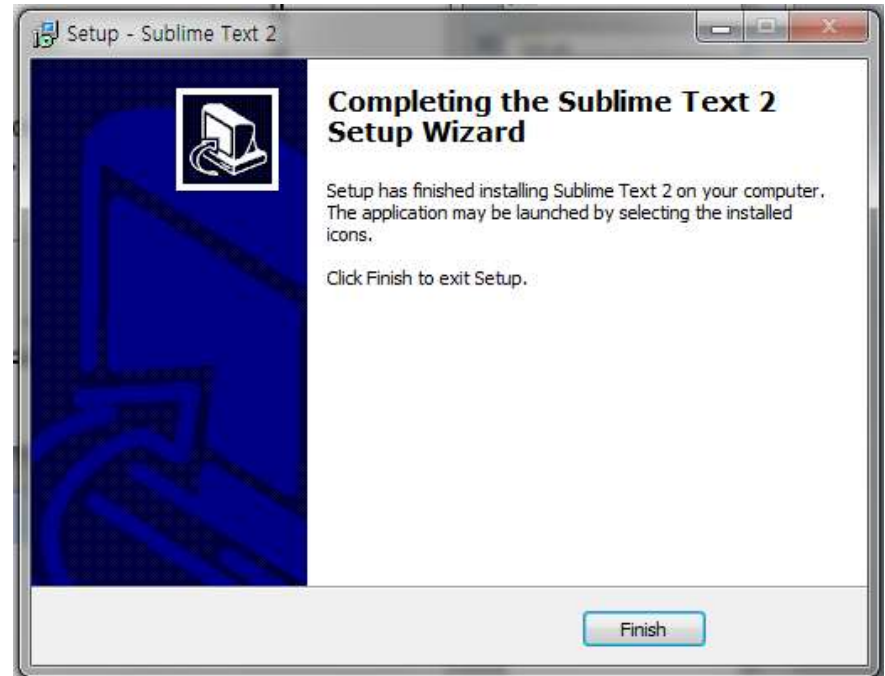 Setup - Sublime Text 2
Completing the Sublime Text 2
Setup Wizard
Setup has finished installing Sublime Text 2 on your computer.
The application may be launched by selecting the installed
icons.
Click Finish to exit Setup.
Finish